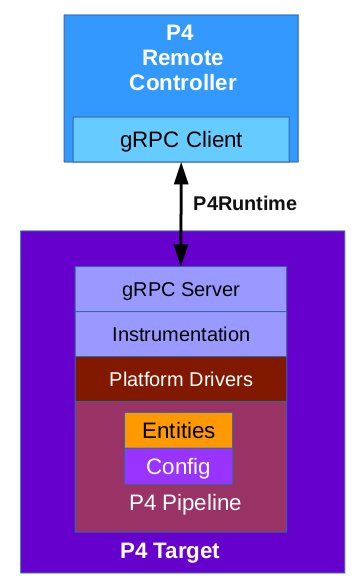 P4
Remote
Controller
gRPC Client
P4Runtime
gRPC Server
Instrumentation
Platform Drivers
Entities
Config
P4 Pipeline
P4 Target